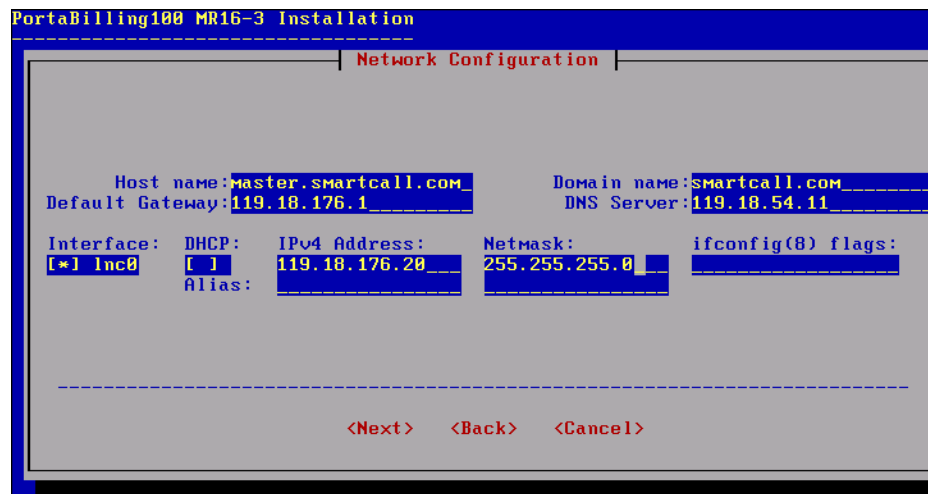 PortaBilling100 MR16-3 Installation
Network Configuration
Host name:master.smartcall.com_ Domain name:smartcall.com
Default Gateway:119.18.176.1 DNS Server:119.18.54.11
Interface: DHCP: IPv4 Address: Netmask: ifconfig(8) flags:
[*] lnc0 [ ] 119.18.176.20 255.255.255.0
Alias:
<Next> <Back> <Cancel>